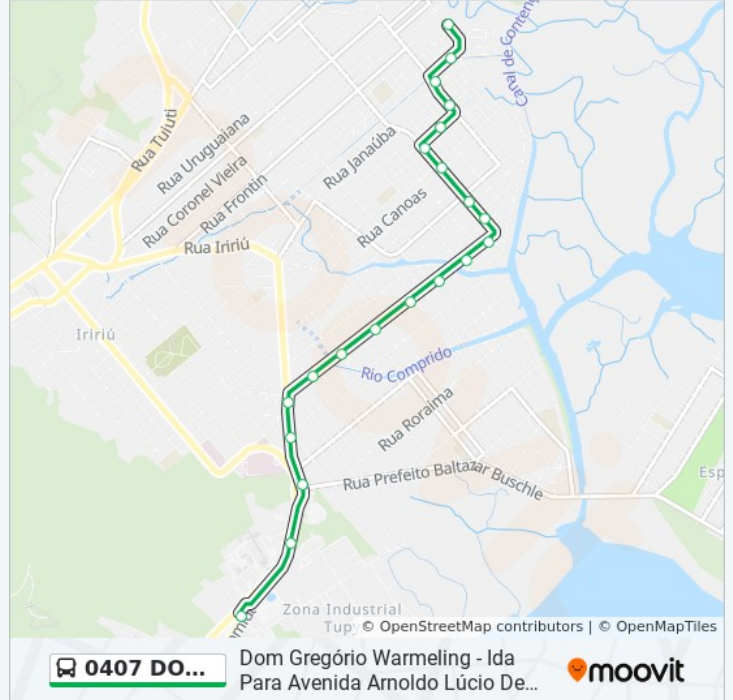 Canal de Conteng
Rua Tuiuti
Rua Uruguaiana
Rua Janaúba
Rua Coronel Vieira
Rua Frontin
Rua Canoas
Rua Iririú
Iririú
Rio Comprido
Rua Roraima
Rua Prefeito Baltazar Buschle
Esp
Zona Industrial
Tupy
© OpenStreetMap contributors | © OpenMapTiles
0407 DO...
Dom Gregório Warmeling - Ida
Para Avenida Arnoldo Lúcio De...
moovit